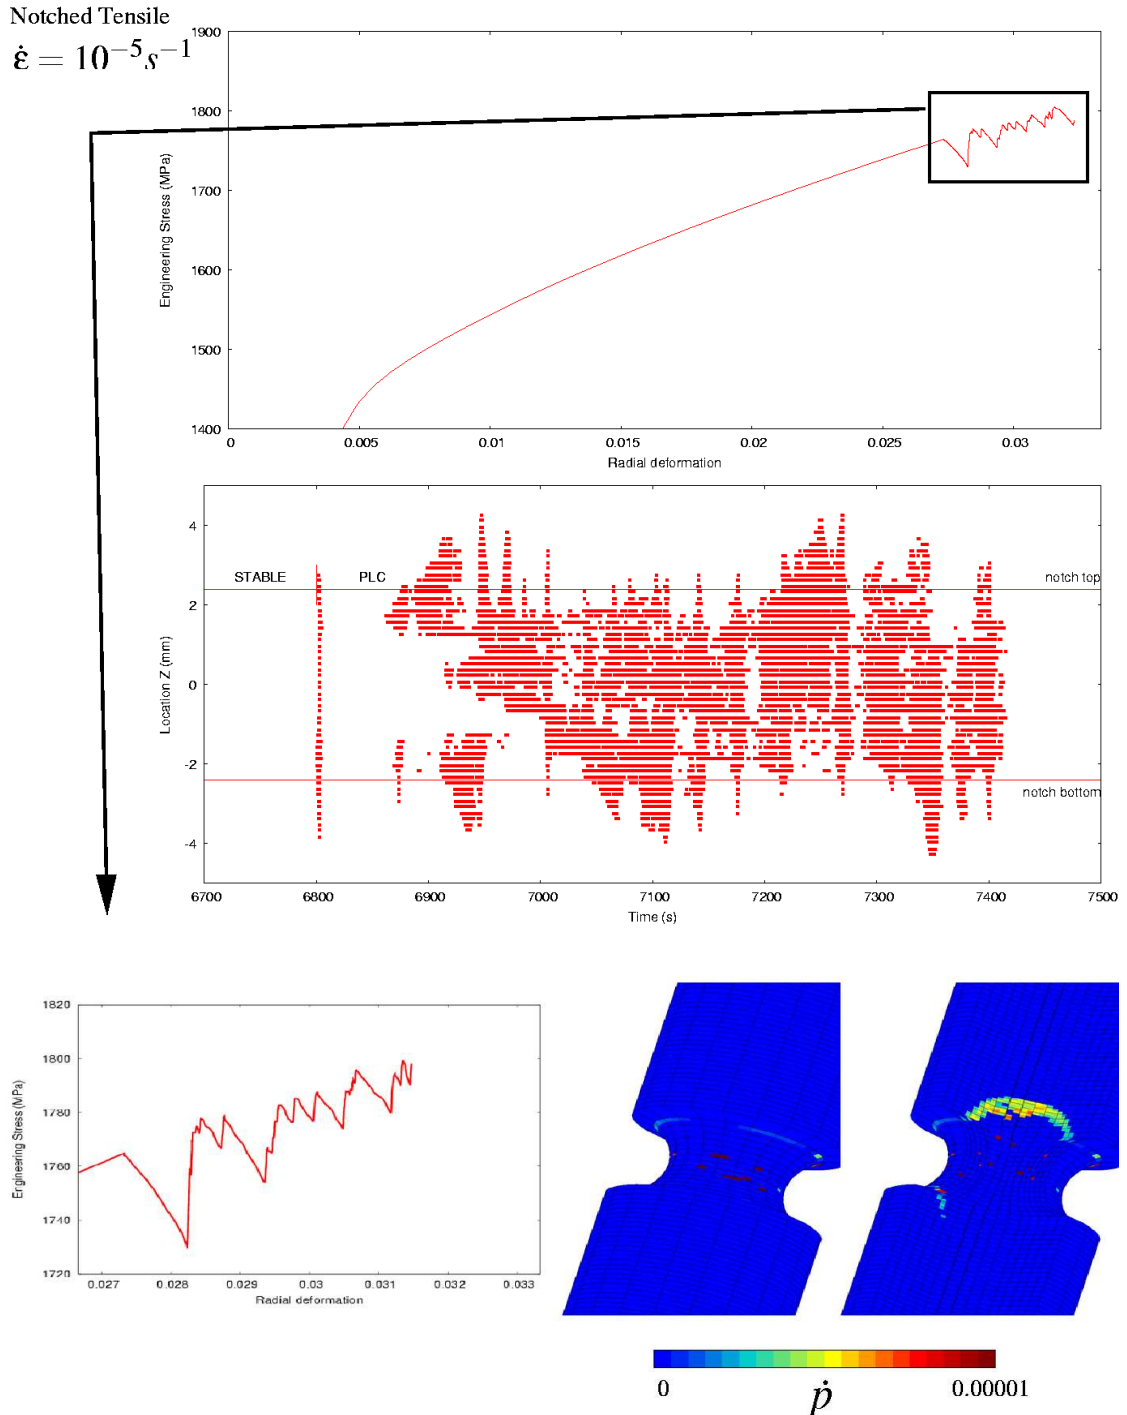 Notched Tensile
ε̇ = 10⁻⁵s⁻¹
1900
1800
1700
1600
1500
1400
Engineering Stress (MPa)
0 0.005 0.01 0.015 0.02 0.025 0.03
Radial deformation
4
2
0
-2
-4
Location Z (mm)
STABLE PLC notch top
notch bottom
6700 6800 6900 7000 7100 7200 7300 7400 7500
Time (s)
1820
1800
1780
1760
1740
1720
Engineering Stress (MPa)
0.027 0.028 0.029 0.03 0.031 0.032 0.033
Radial deformation
0 ṗ 0.00001